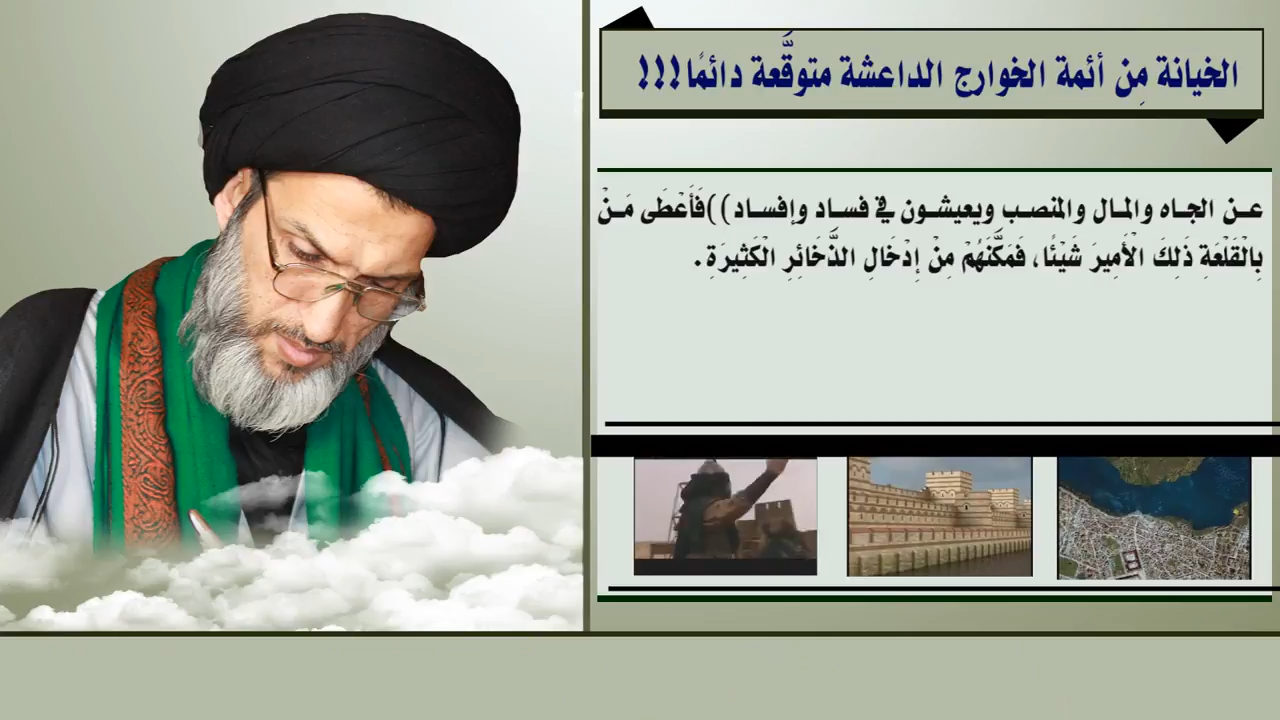 الخيانة مِن أئمة الخوارج الداعشة متوقَّعة دائمًا!!!
عن الجاه والمال والمنصب ويعيشون في فساد وإفساد))(فَأَعْطَى مَنْ
بِالْقَلْعَةِ ذَلِكَ الْأَمِيرَ شَيْئًا، فَمَكَّنَهُمْ مِنْ إِدْخَالِ الذَّخَائِرِ الْكَثِيرَةِ.